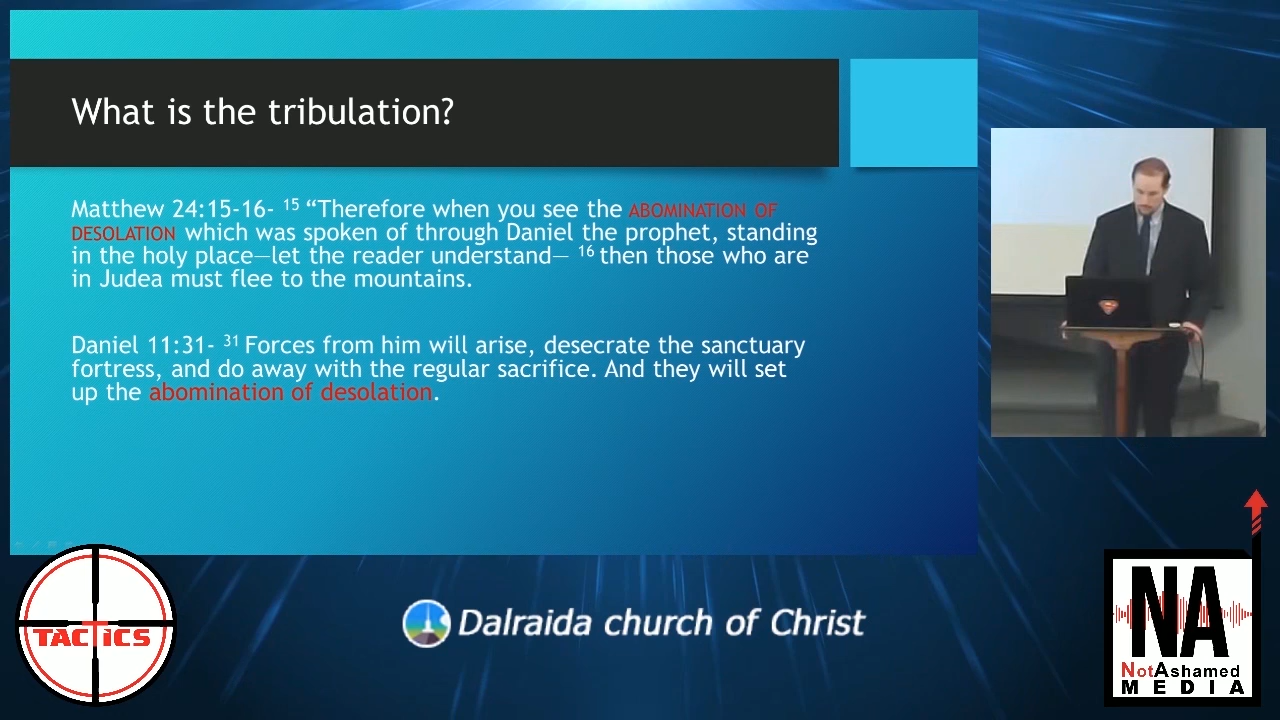 What is the tribulation?
Matthew 24:15-16- 15 “Therefore when you see the ABOMINATION OF
DESOLATION which was spoken of through Daniel the prophet, standing
in the holy place—let the reader understand— 16 then those who are
in Judea must flee to the mountains.
Daniel 11:31- 31 Forces from him will arise, desecrate the sanctuary
fortress, and do away with the regular sacrifice. And they will set
up the abomination of desolation.
TACTICS
Dalraida church of Christ
NA
NotAshamed
MEDIA